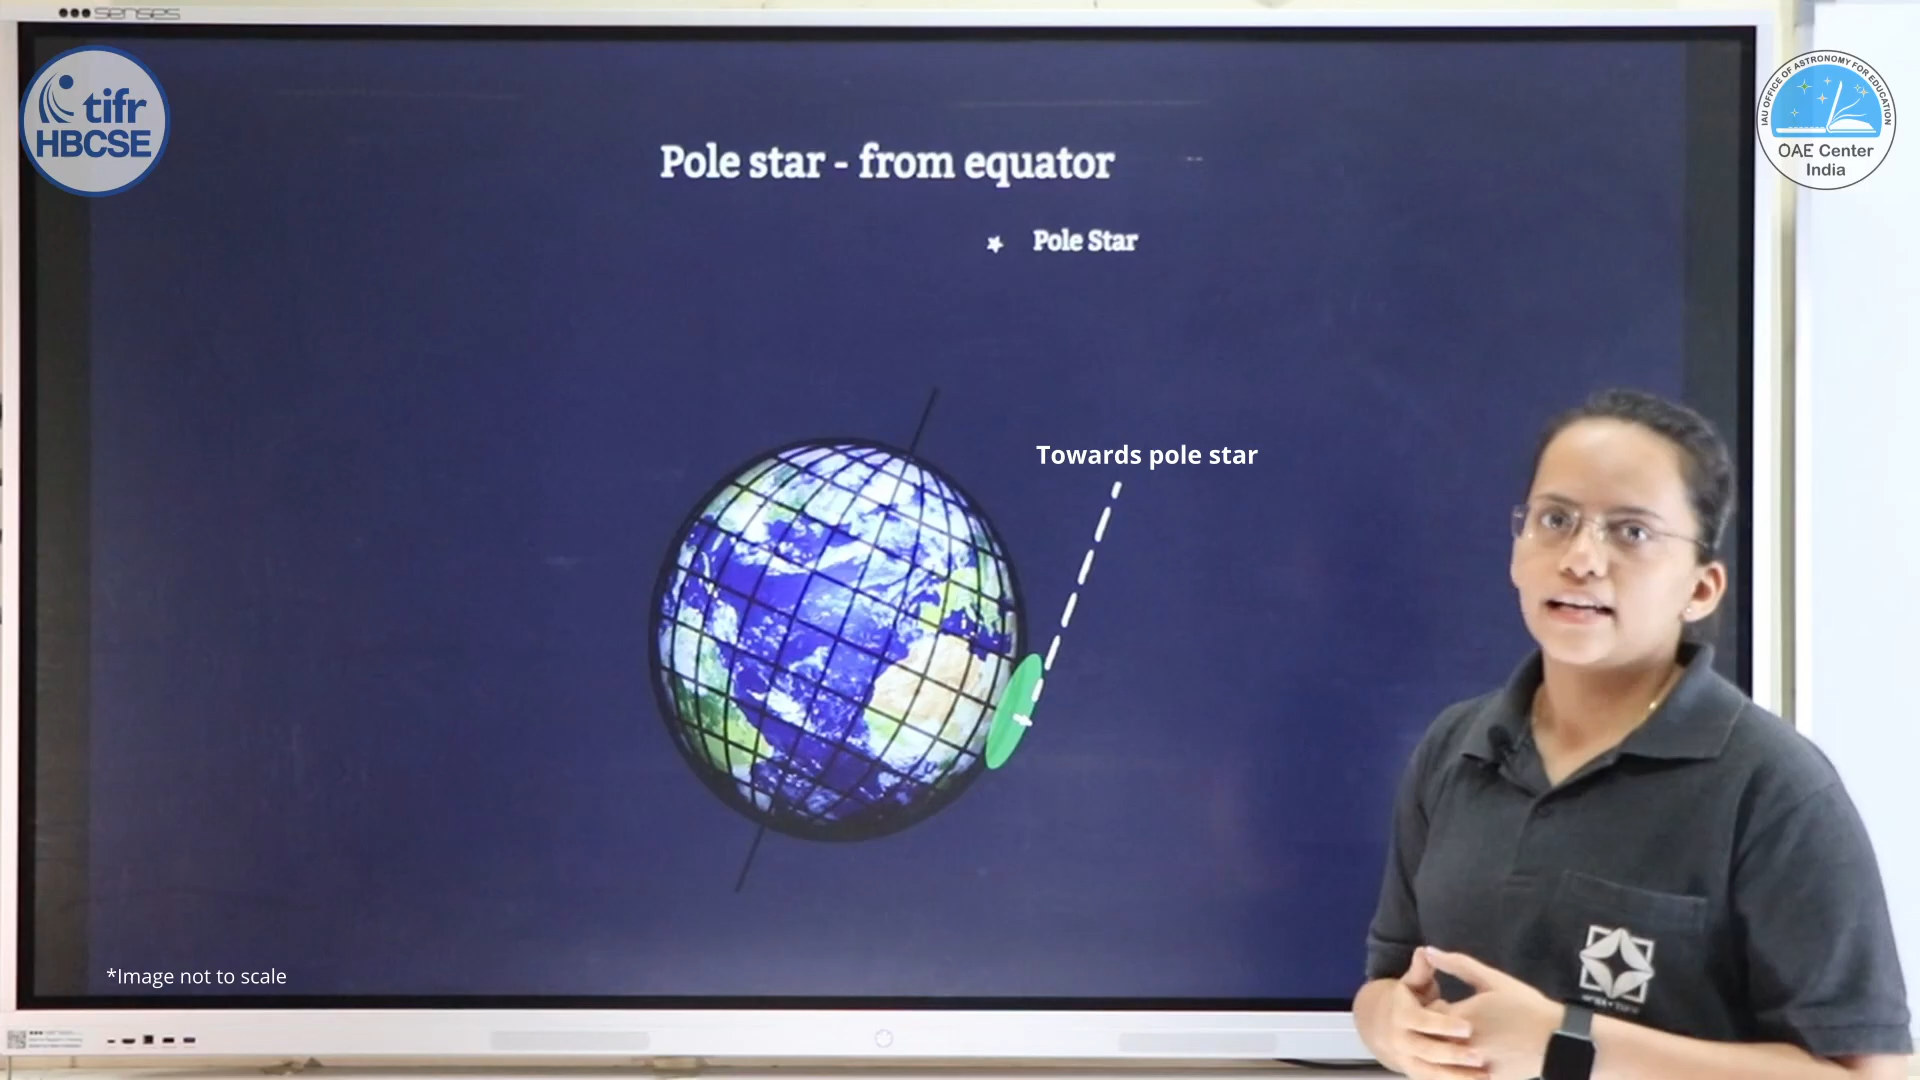 senses
tifr
HBCSE
IAU OFFICE OF ASTRONOMY FOR EDUCATION
OAE Center
India
Pole star - from equator
Pole Star
Towards pole star
*Image not to scale